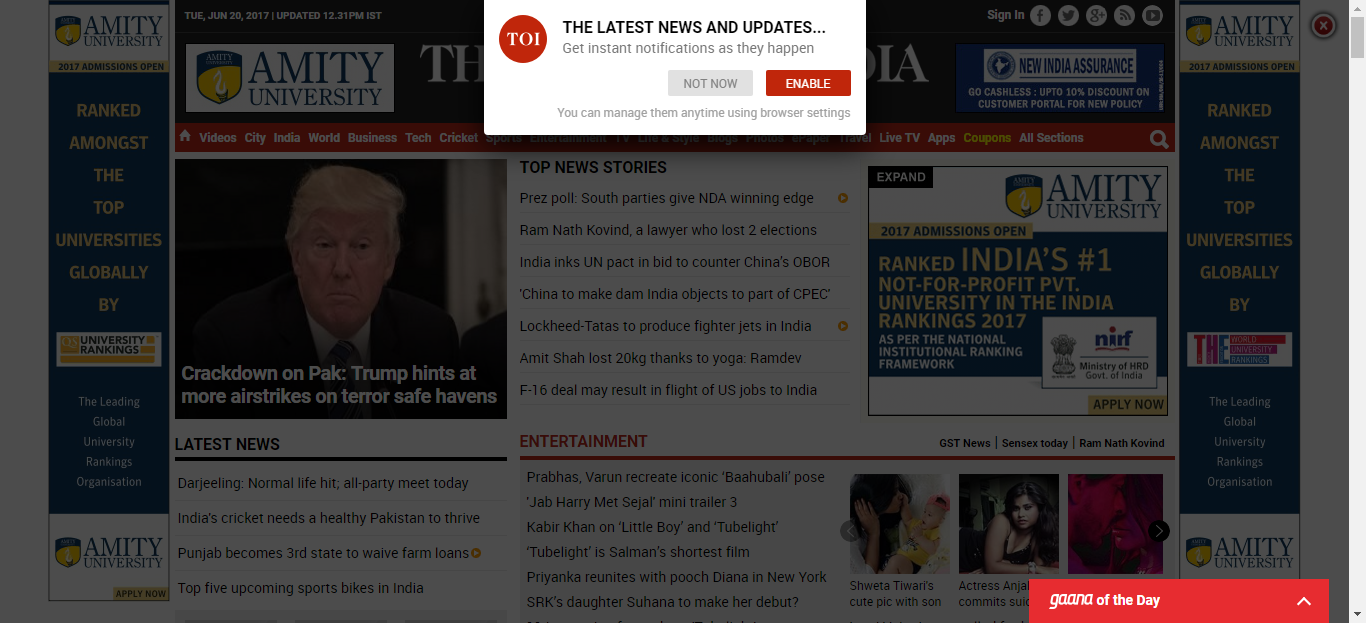 AMITY
UNIVERSITY
2017 ADMISSIONS OPEN
RANKED
AMONGST
THE
TOP
UNIVERSITIES
GLOBALLY
BY
QS UNIVERSITY
RANKINGS
The Leading
Global
University
Rankings
Organisation
AMITY
UNIVERSITY
APPLY NOW
TUE, JUN 20, 2017 | UPDATED 12.31PM IST
Sign In
AMITY
UNIVERSITY
TH
DIA
TOI
THE LATEST NEWS AND UPDATES...
Get instant notifications as they happen
NOT NOW
ENABLE
You can manage them anytime using browser settings
NEW INDIA ASSURANCE
GO CASHLESS : UPTO 10% DISCOUNT ON
CUSTOMER PORTAL FOR NEW POLICY
Videos City India World Business Tech Cricket Sports Entertainment TV Life & Style Blogs Photos Travel Live TV Apps Coupons All Sections
Crackdown on Pak: Trump hints at
more airstrikes on terror safe havens
TOP NEWS STORIES
Prez poll: South parties give NDA winning edge
Ram Nath Kovind, a lawyer who lost 2 elections
India inks UN pact in bid to counter China's OBOR
'China to make dam India objects to part of CPEC'
Lockheed-Tatas to produce fighter jets in India
Amit Shah lost 20kg thanks to yoga: Ramdev
F-16 deal may result in flight of US jobs to India
EXPAND
AMITY
UNIVERSITY
2017 ADMISSIONS OPEN
RANKED INDIA'S #1
NOT-FOR-PROFIT PVT.
UNIVERSITY IN THE INDIA
RANKINGS 2017
AS PER THE NATIONAL
INSTITUTIONAL RANKING
FRAMEWORK
nirf
Ministry of HRD
Govt. of India
APPLY NOW
LATEST NEWS
Darjeeling: Normal life hit; all-party meet today
India's cricket needs a healthy Pakistan to thrive
Punjab becomes 3rd state to waive farm loans
Top five upcoming sports bikes in India
ENTERTAINMENT
GST News | Sensex today | Ram Nath Kovind
Prabhas, Varun recreate iconic 'Baahubali' pose
'Jab Harry Met Sejal' mini trailer 3
Kabir Khan on 'Little Boy' and 'Tubelight'
'Tubelight' is Salman's shortest film
Priyanka reunites with pooch Diana in New York
SRK's daughter Suhana to make her debut?
Shweta Tiwari's
cute pic with son
Actress Anjal
commits suic
gaana of the Day
AMITY
UNIVERSITY
2017 ADMISSIONS OPEN
RANKED
AMONGST
THE
TOP
UNIVERSITIES
GLOBALLY
BY
THE WORLD
UNIVERSITY
RANKINGS
The Leading
Global
University
Rankings
Organisation
AMITY
UNIVERSITY